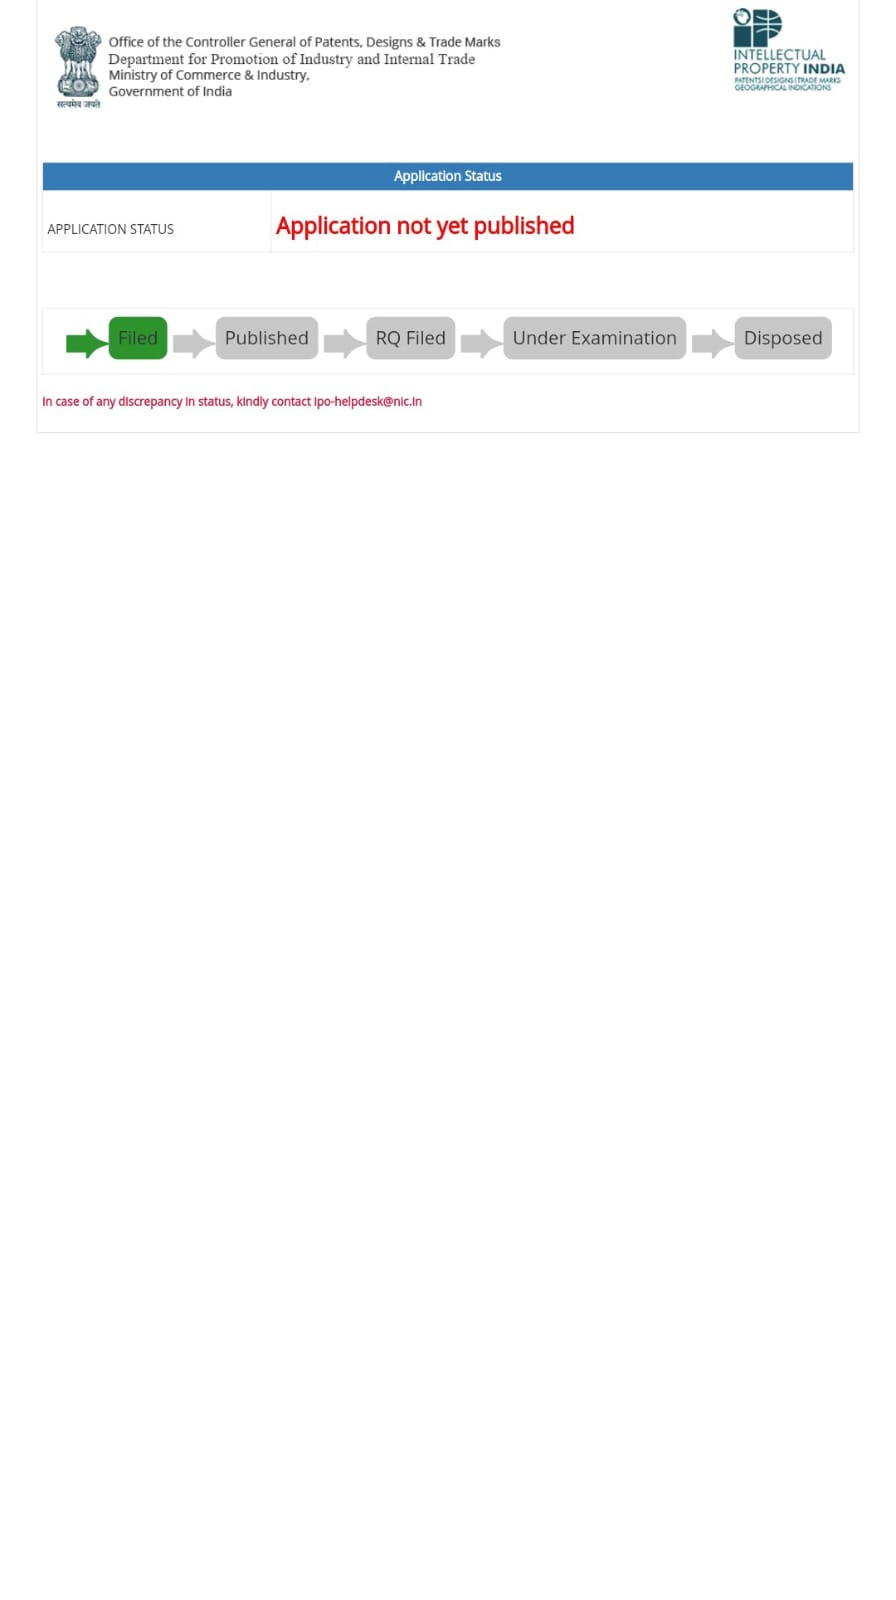 Office of the Controller General of Patents, Designs & Trade Marks
Department for Promotion of Industry and Internal Trade
Ministry of Commerce & Industry,
Government of India
सत्यमेव जयते
INTELLECTUAL
PROPERTY INDIA
PATENTS | DESIGNS | TRADE MARKS
GEOGRAPHICAL INDICATIONS
Application Status
APPLICATION STATUS
Application not yet published
Filed
Published
RQ Filed
Under Examination
Disposed
In case of any discrepancy in status, kindly contact ipo-helpdesk@nic.in